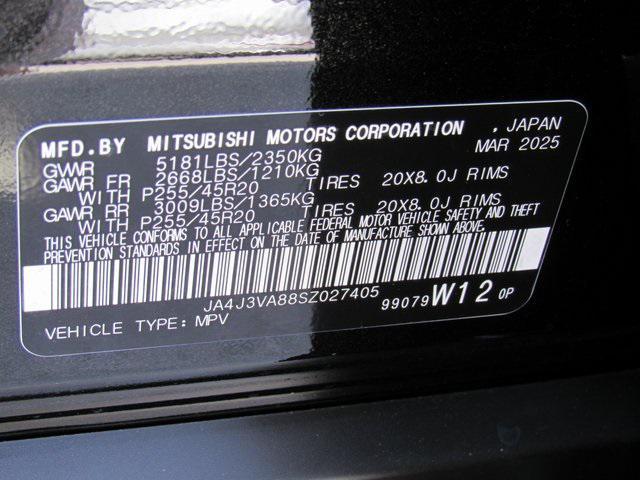 MFD.BY MITSUBISHI MOTORS CORPORATION . JAPAN
GVWR 5181LBS/2350KG MAR 2025
GAWR FR 2668LBS/1210KG
WITH P255/45R20 TIRES 20X8.0J RIMS
GAWR RR 3009LBS/1365KG
WITH P255/45R20 TIRES 20X8.0J RIMS
THIS VEHICLE CONFORMS TO ALL APPLICABLE FEDERAL MOTOR VEHICLE SAFETY AND THEFT
PREVENTION STANDARDS IN EFFECT ON THE DATE OF MANUFACTURE SHOWN ABOVE.
JA4J3VA88SZ027405
99079 W12 0P
VEHICLE TYPE: MPV